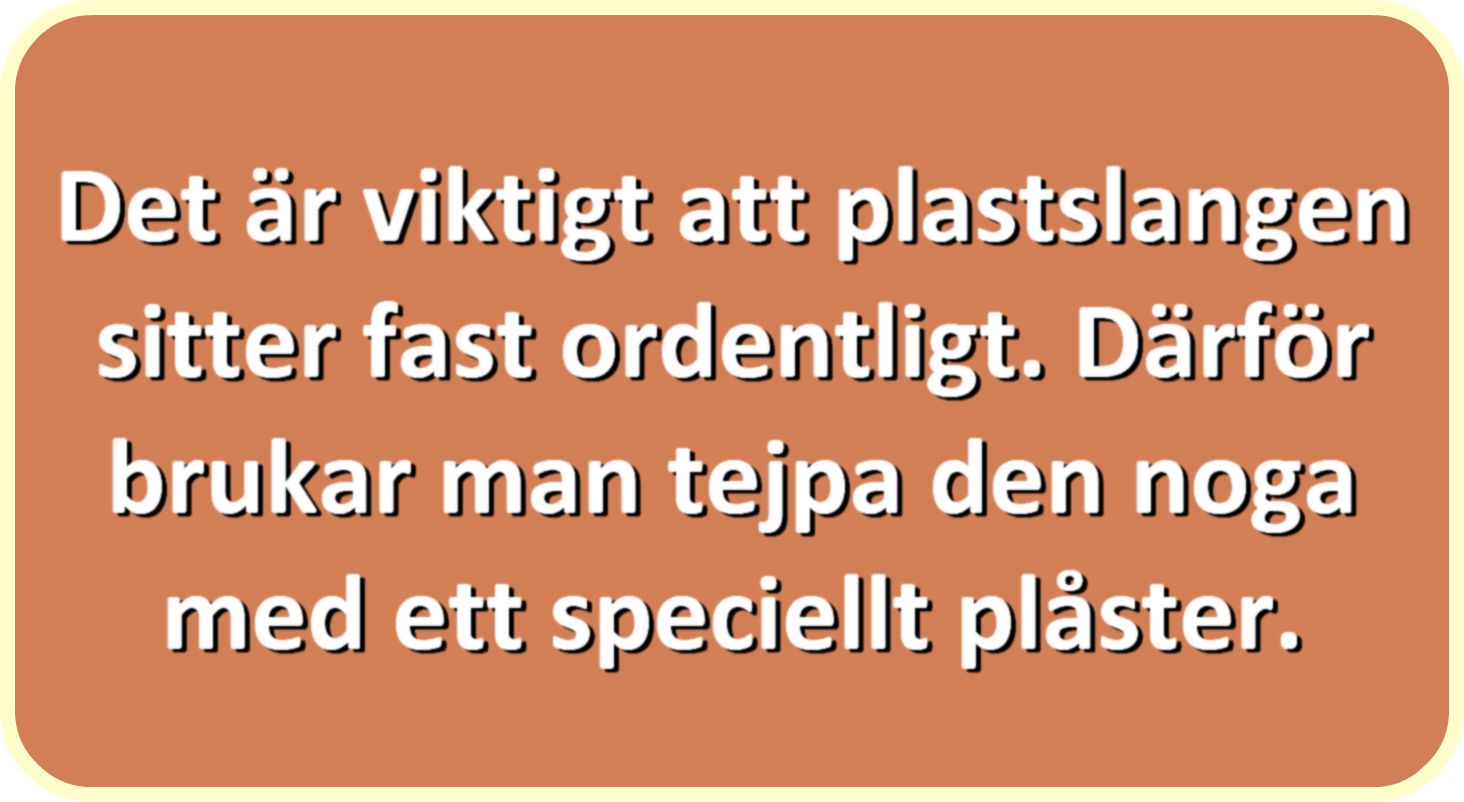 Det är viktigt att plastslangen
sitter fast ordentligt. Därför
brukar man tejpa den noga
med ett speciellt plåster.